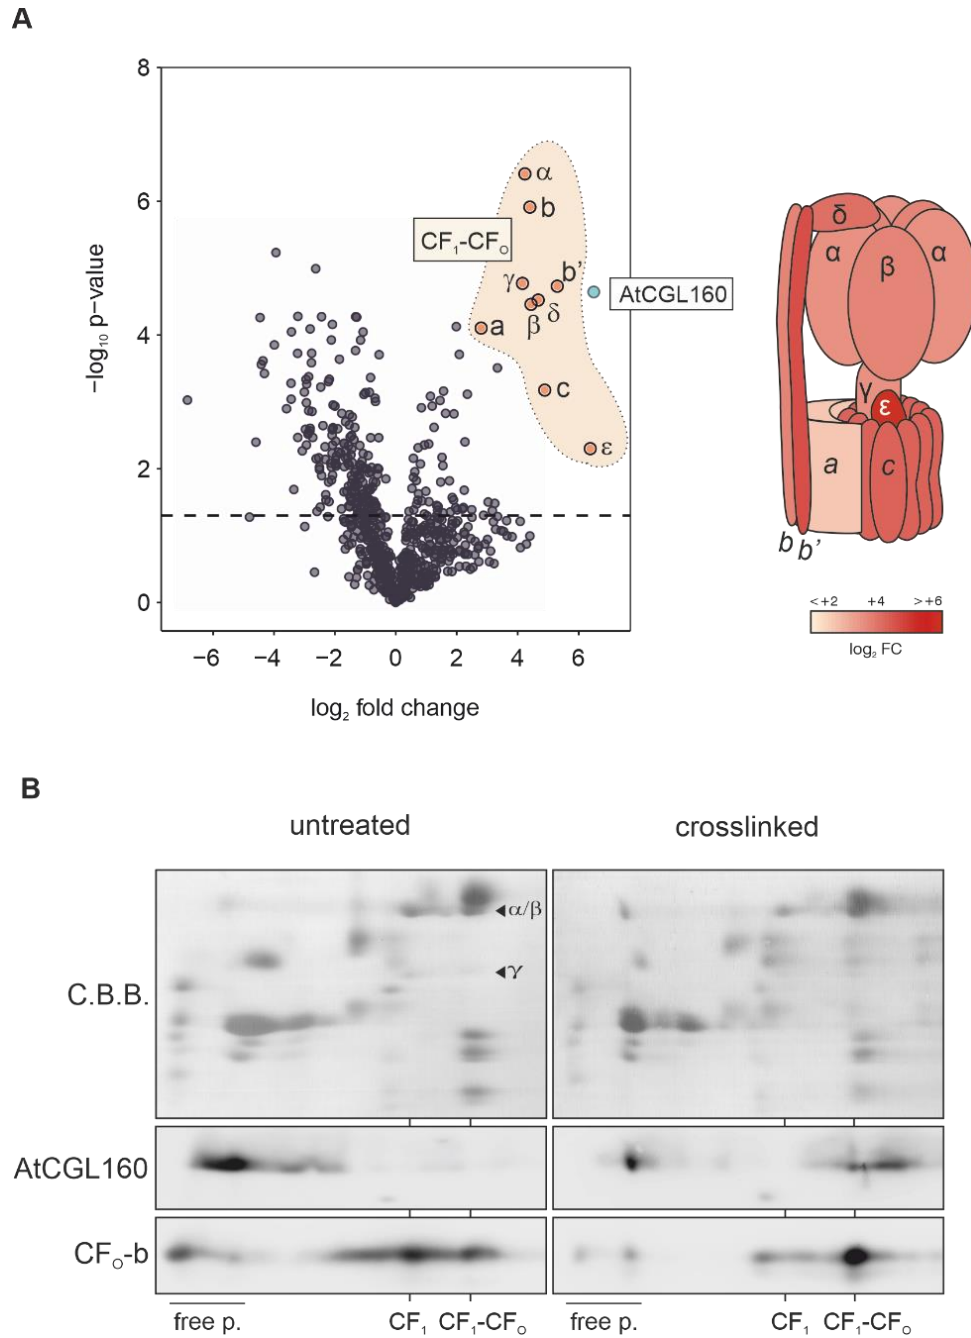 A
8
6
4
2
0
−log₁₀ p−value
−6 −4 −2 0 2 4 6
log₂ fold change
CF₁-CFₒ
α
b
γ
b’
β
δ
a
c
ε
AtCGL160
δ
α
β
α
γ
ε
a
c
b b’
<+2 +4 >+6
log₂ FC
B
untreated crosslinked
C.B.B.
◄α/β
◄γ
AtCGL160
CFₒ-b
free p. CF₁ CF₁-CFₒ free p. CF₁ CF₁-CFₒ